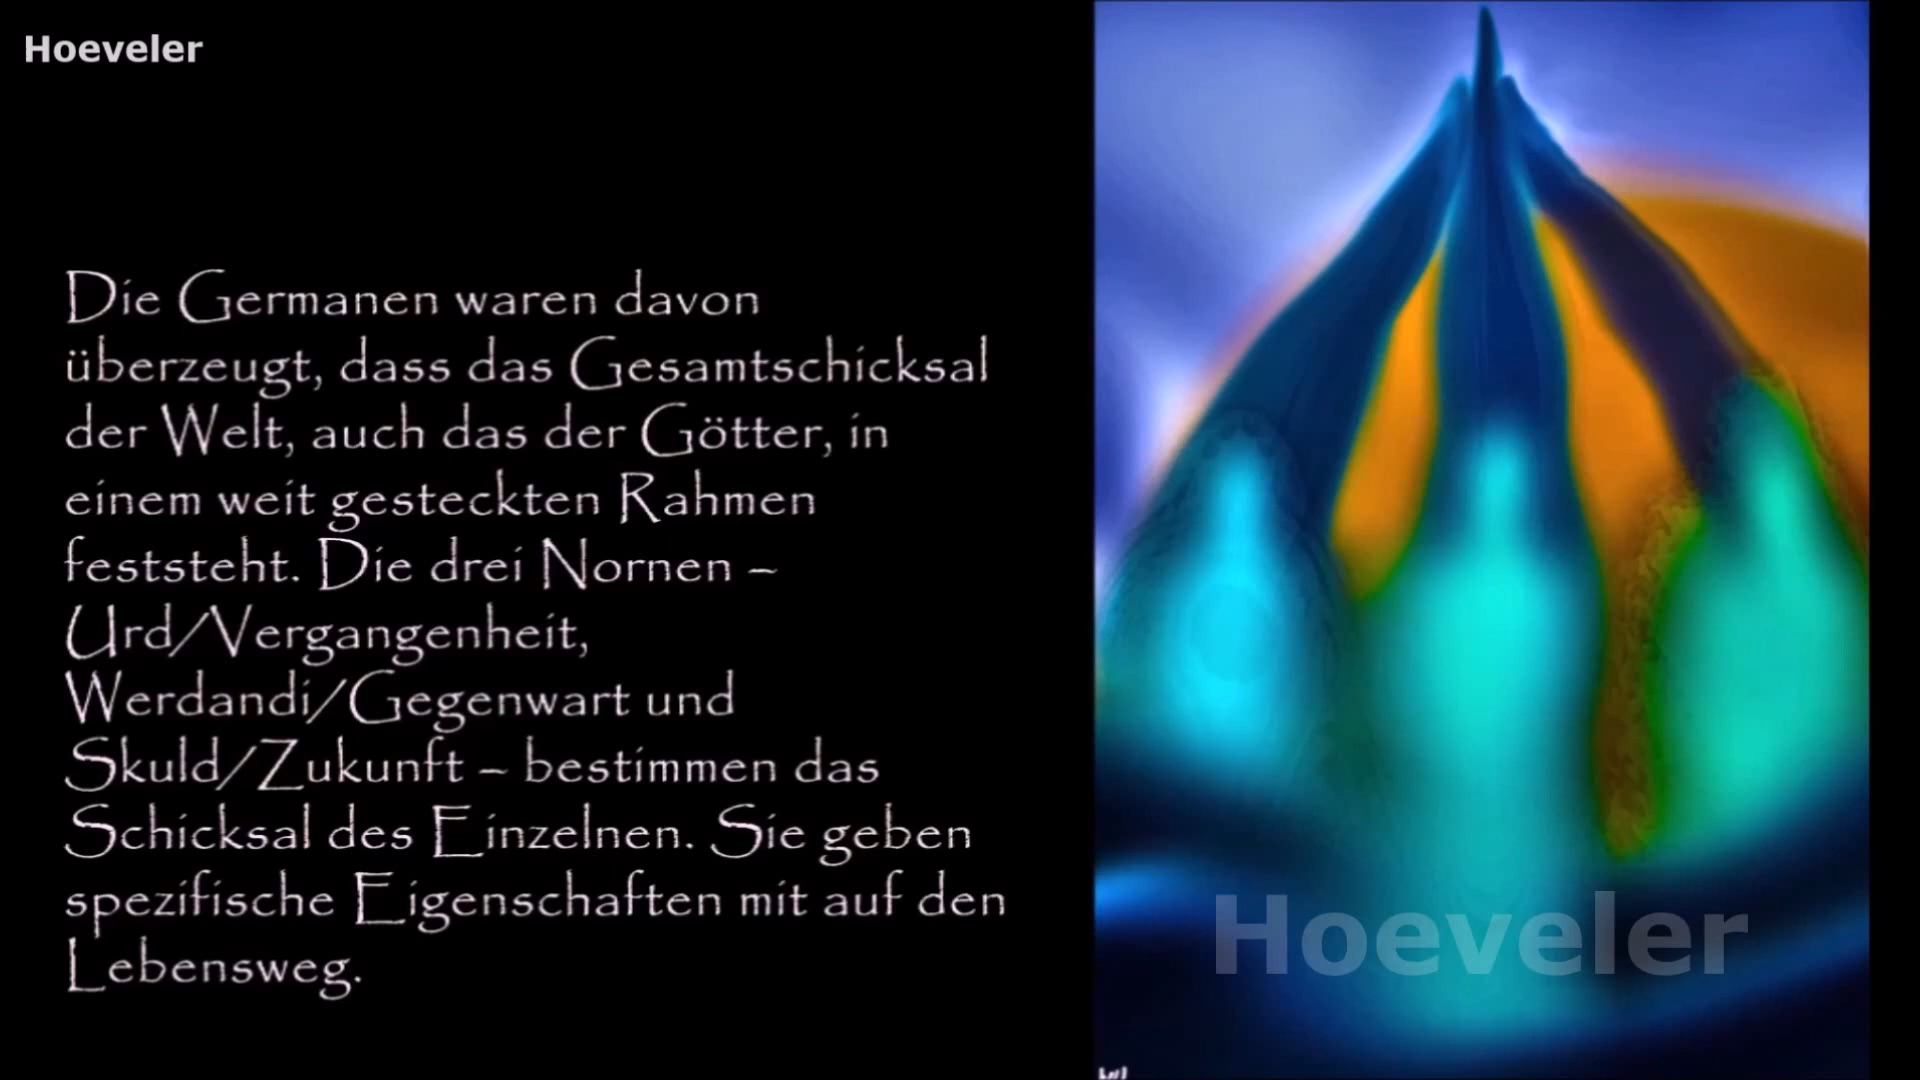 Hoeveler
Die Germanen waren davon
überzeugt, dass das Gesamtschicksal
der Welt, auch das der Götter, in
einem weit gesteckten Rahmen
feststeht. Die drei Nornen –
Urd/Vergangenheit,
Werdandi/Gegenwart und
Skuld/Zukunft – bestimmen das
Schicksal des Einzelnen. Sie geben
spezifische Eigenschaften mit auf den
Lebensweg.
Hoeveler